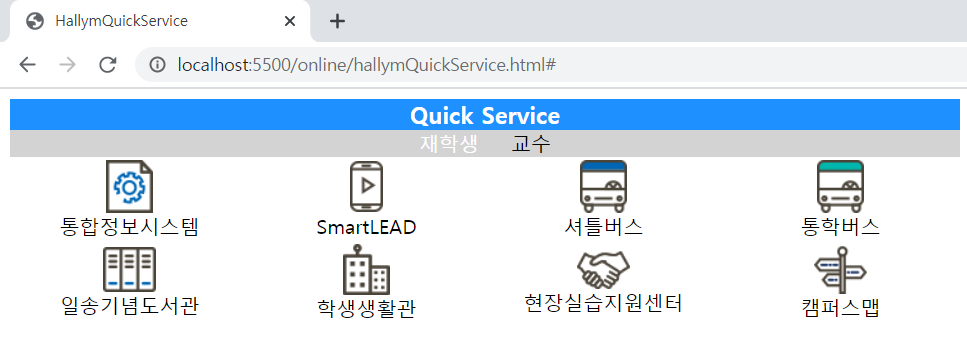 HallymQuickService
localhost:5500/online/hallymQuickService.html#
Quick Service
재학생 교수
통합정보시스템 SmartLEAD 셔틀버스 통학버스
일송기념도서관 학생생활관 현장실습지원센터 캠퍼스맵